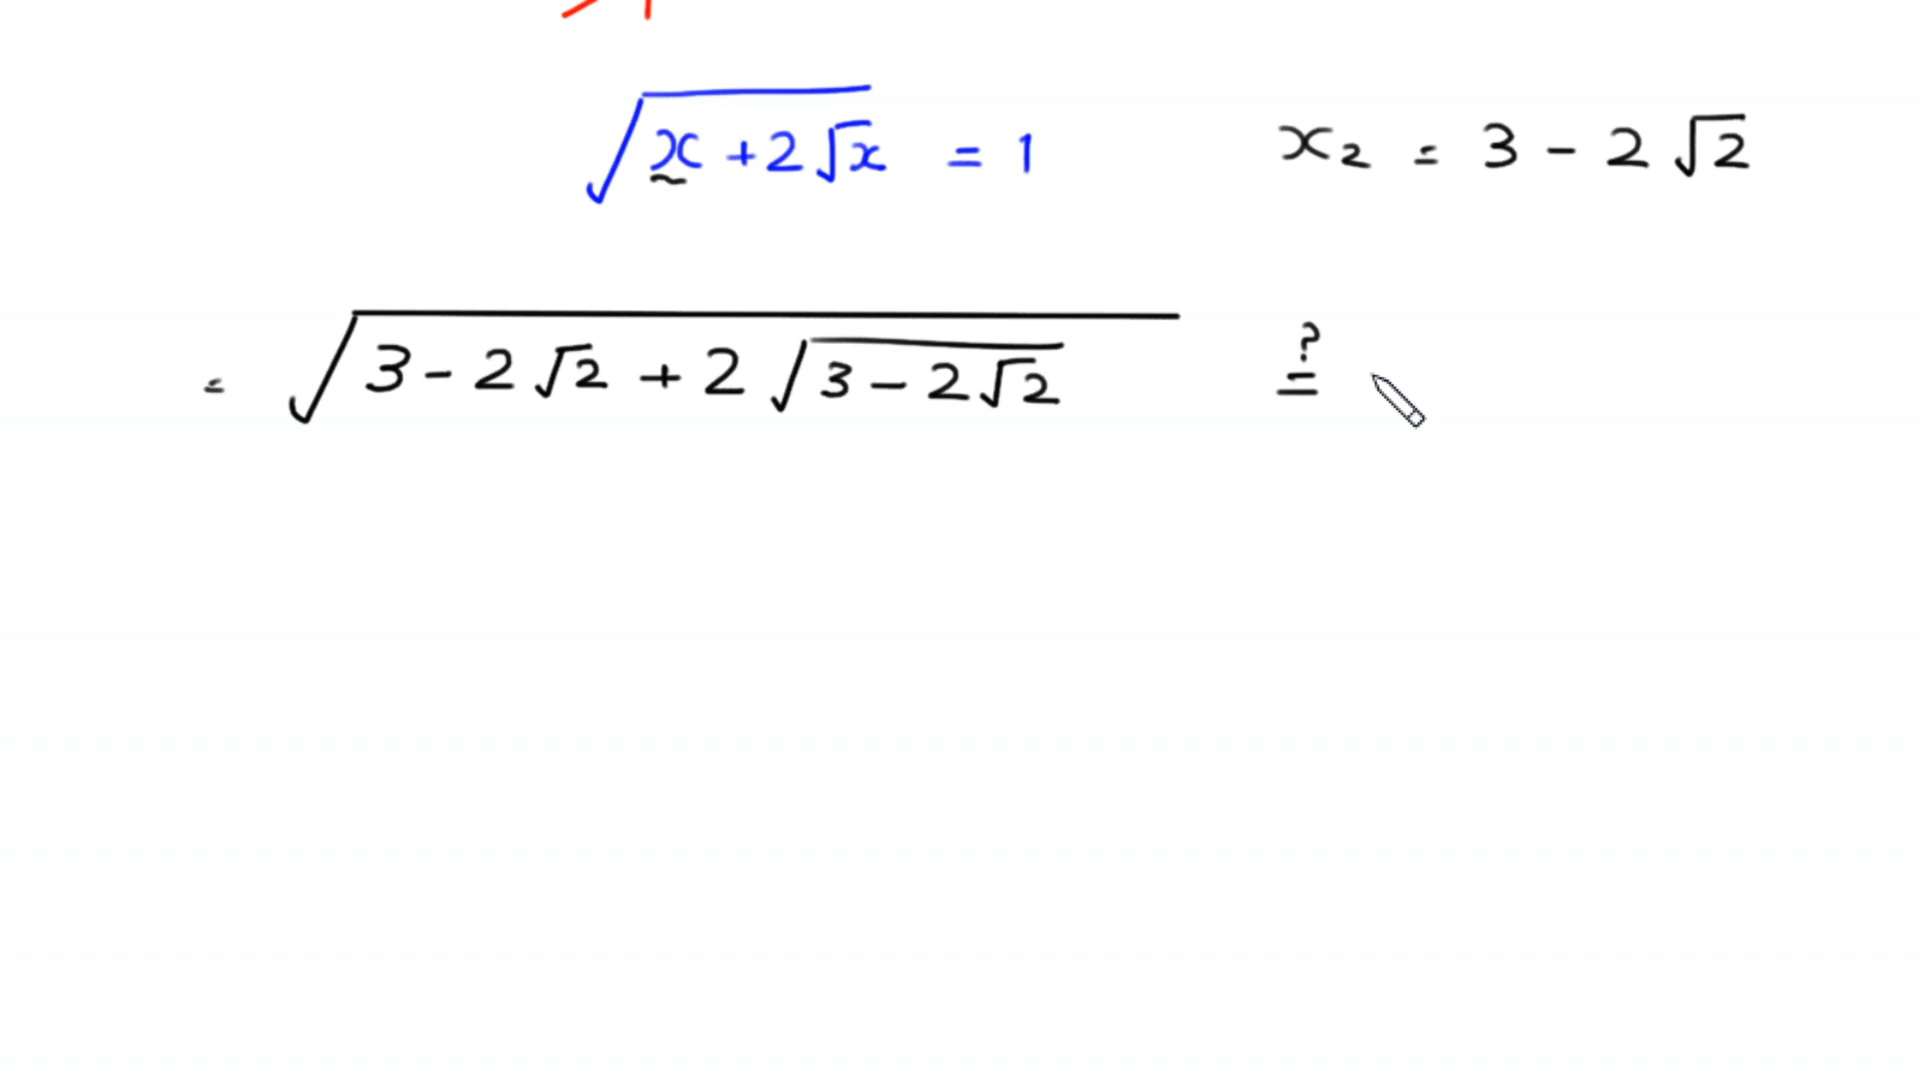 √(x + 2√x) = 1
x₂ = 3 - 2√2
= √(3 - 2√2 + 2√(3 - 2√2)) ?=